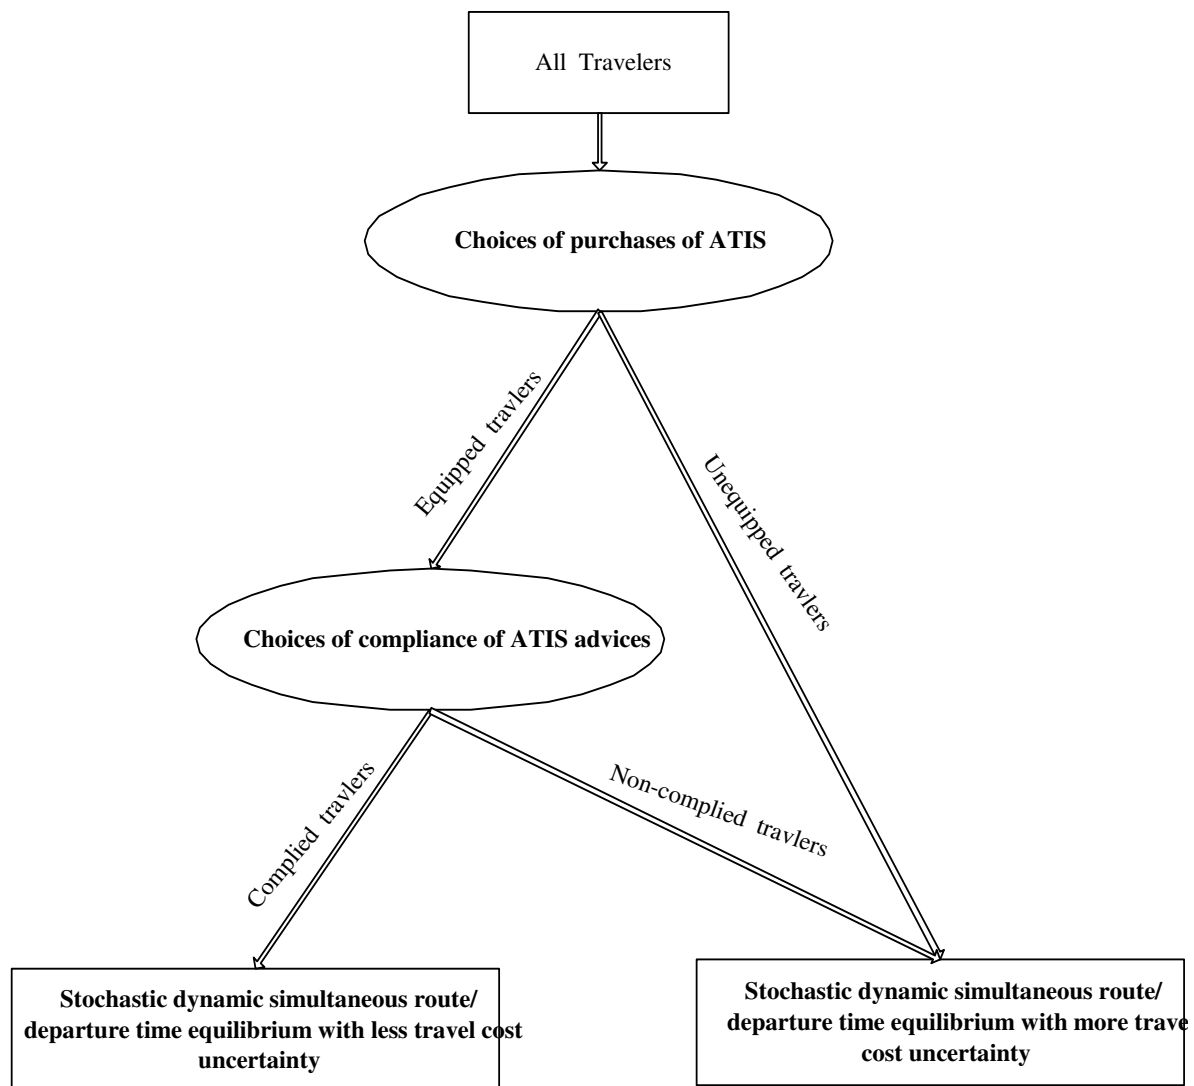 All Travelers
Choices of purchases of ATIS
Equipped travlers
Unequipped travlers
Choices of compliance of ATIS advices
Complied travlers
Non-complied travlers
Stochastic dynamic simultaneous route/
departure time equilibrium with less travel cost
uncertainty
Stochastic dynamic simultaneous route/
departure time equilibrium with more trave
cost uncertainty